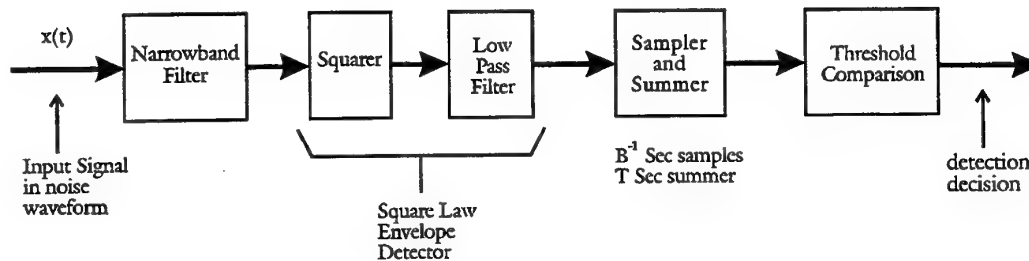 x(t)
Narrowband
Filter
Squarer
Low
Pass
Filter
Sampler
and
Summer
Threshold
Comparison
Input Signal
in noise
waveform
B⁻¹ Sec samples
T Sec summer
detection
decision
Square Law
Envelope
Detector